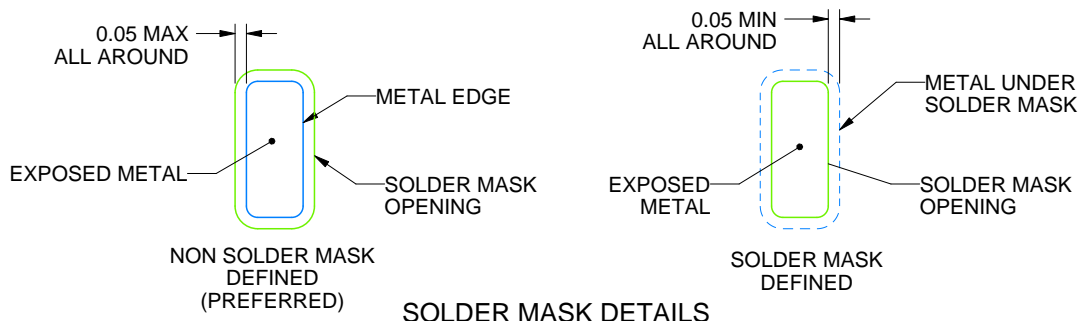 0.05 MAX
ALL AROUND
METAL EDGE
EXPOSED METAL
SOLDER MASK
OPENING
NON SOLDER MASK
DEFINED
(PREFERRED)
0.05 MIN
ALL AROUND
METAL UNDER
SOLDER MASK
EXPOSED
METAL
SOLDER MASK
OPENING
SOLDER MASK
DEFINED
SOLDER MASK DETAILS